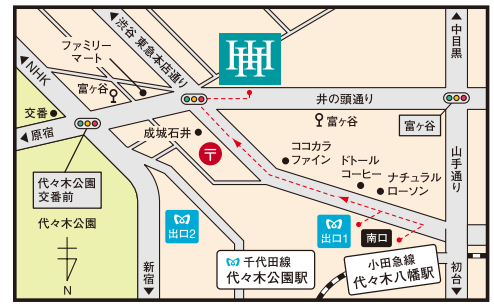 渋谷 東急本店通り
ファミリー
マート
NHK
富ヶ谷
交番
原宿
成城石井
〒
HH
井の頭通り
富ヶ谷
富ヶ谷
中目黒
山手通り
初台
ココカラ
ファイン
ドトール
コーヒー
ナチュラル
ローソン
代々木公園
交番前
代々木公園
N
出口2
新宿
千代田線
代々木公園駅
出口1
南口
小田急線
代々木八幡駅